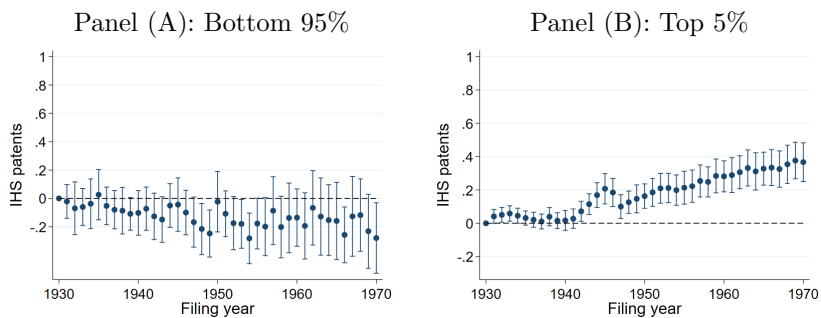 Panel (A): Bottom 95%
IHS patents
1
.8
.6
.4
.2
0
.2
1930 1940 1950 1960 1970
Filing year
Panel (B): Top 5%
IHS patents
1
.8
.6
.4
.2
0
-.2
1930 1940 1950 1960 1970
Filing year